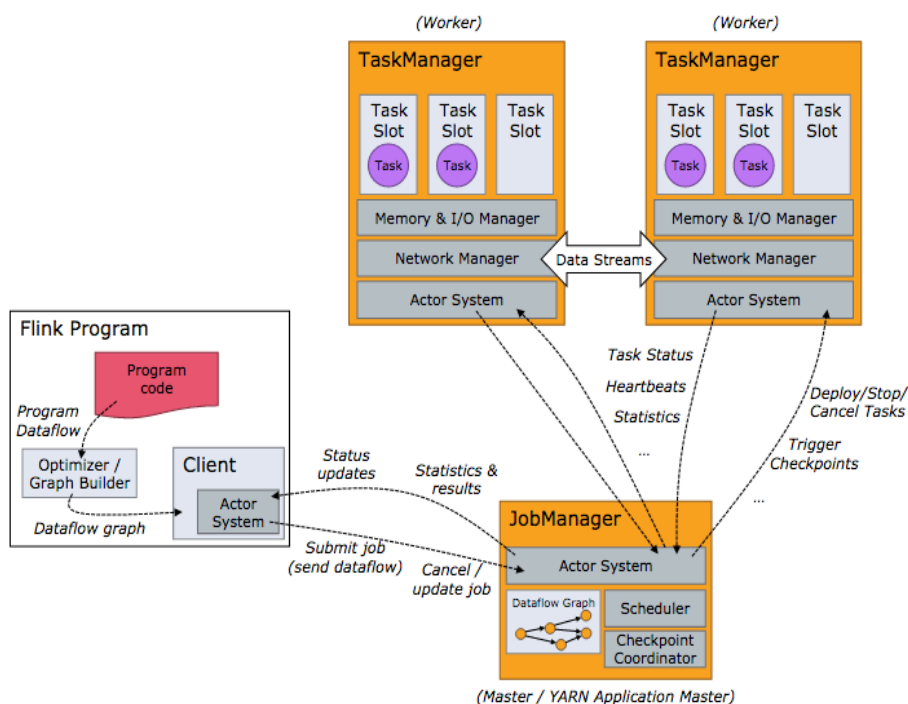 (Worker)
(Worker)
TaskManager
TaskManager
Task
Slot
Task
Slot
Task
Slot
Task
Task
Task
Slot
Task
Slot
Task
Slot
Task
Task
Memory & I/O Manager
Memory & I/O Manager
Network Manager
Data Streams
Network Manager
Actor System
Actor System
Flink Program
Program
code
Program
Dataflow
Optimizer /
Graph Builder
Dataflow graph
Client
Actor
System
Status
updates
Statistics &
results
Submit job
(send dataflow)
Cancel /
update job
Task Status
Heartbeats
Statistics
...
Deploy/Stop/
Cancel Tasks
Trigger
Checkpoints
...
JobManager
Actor System
Dataflow Graph
Scheduler
Checkpoint
Coordinator
(Master / YARN Application Master)